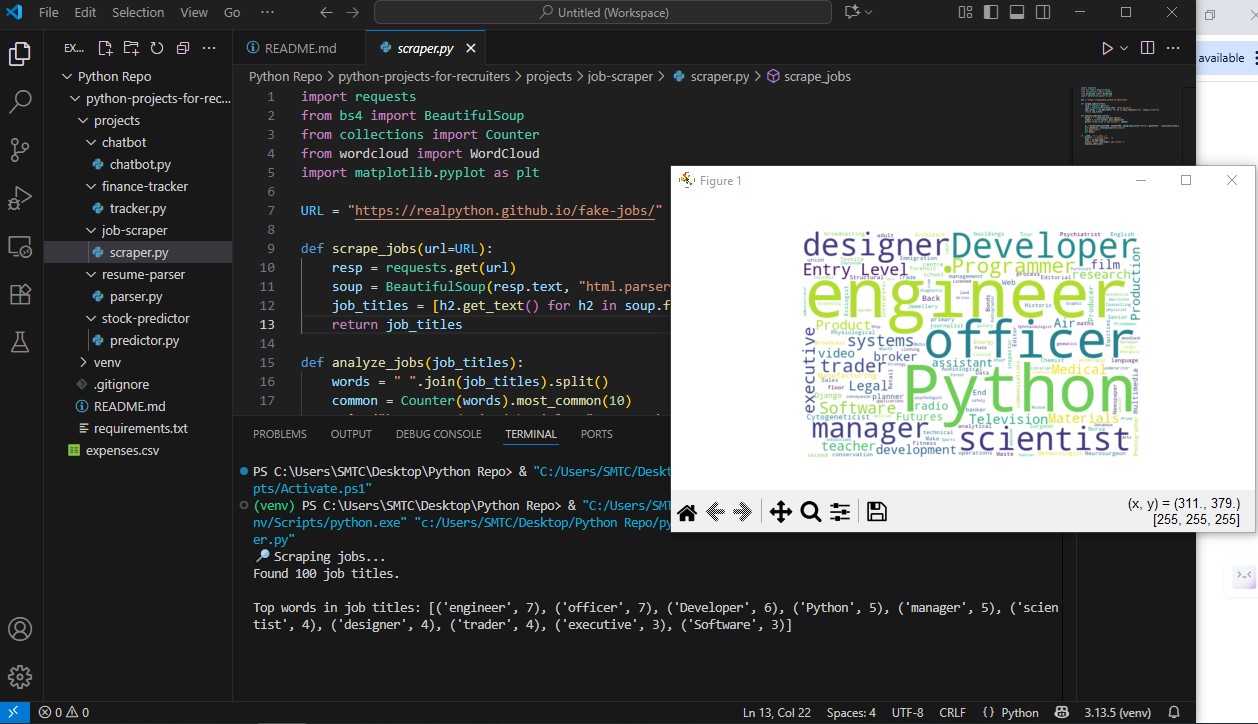 File Edit Selection View Go ··· Untitled (Workspace)
available
EX...
Python Repo
python-projects-for-rec...
projects
chatbot
chatbot.py
finance-tracker
tracker.py
job-scraper
scraper.py
resume-parser
parser.py
stock-predictor
predictor.py
venv
.gitignore
README.md
requirements.txt
expenses.csv
README.md scraper.py
Python Repo > python-projects-for-recruiters > projects > job-scraper > scraper.py > scrape_jobs
1 import requests
2 from bs4 import BeautifulSoup
3 from collections import Counter
4 from wordcloud import WordCloud
5 import matplotlib.pyplot as plt
6
7 URL = "https://realpython.github.io/fake-jobs/"
8
9 def scrape_jobs(url=URL):
10 resp = requests.get(url)
11 soup = BeautifulSoup(resp.text, "html.parser
12 job_titles = [h2.get_text() for h2 in soup.f
13 return job_titles
14
15 def analyze_jobs(job_titles):
16 words = " ".join(job_titles).split()
17 common = Counter(words).most_common(10)
PROBLEMS OUTPUT DEBUG CONSOLE TERMINAL PORTS
PS C:\Users\SMTC\Desktop\Python Repo> & "C:/Users/SMTC/Deskt
pts/Activate.ps1"
(venv) PS C:\Users\SMTC\Desktop\Python Repo> & "C:/Users/SMT
nv/Scripts/python.exe" "c:/Users/SMTC/Desktop/Python Repo/py
er.py"
Scraping jobs...
Found 100 job titles.
Top words in job titles: [('engineer', 7), ('officer', 7), ('Developer', 6), ('Python', 5), ('manager', 5), ('scien
tist', 4), ('designer', 4), ('trader', 4), ('executive', 3), ('Software', 3)]
Figure 1
designer Developer
Entry Level Programmer film
research
engineer
Production
Web
Back
Product
officer
Air
systems
video
broker
assistant
trader
Legal
Medical
executive
Python
Software
planner
radio
Futures
Television
Materials
manager
scientist
teacher
development
(x, y) = (311., 379.)
[255, 255, 255]
0 0 Ln 13, Col 22 Spaces: 4 UTF-8 CRLF {} Python 3.13.5 (venv)